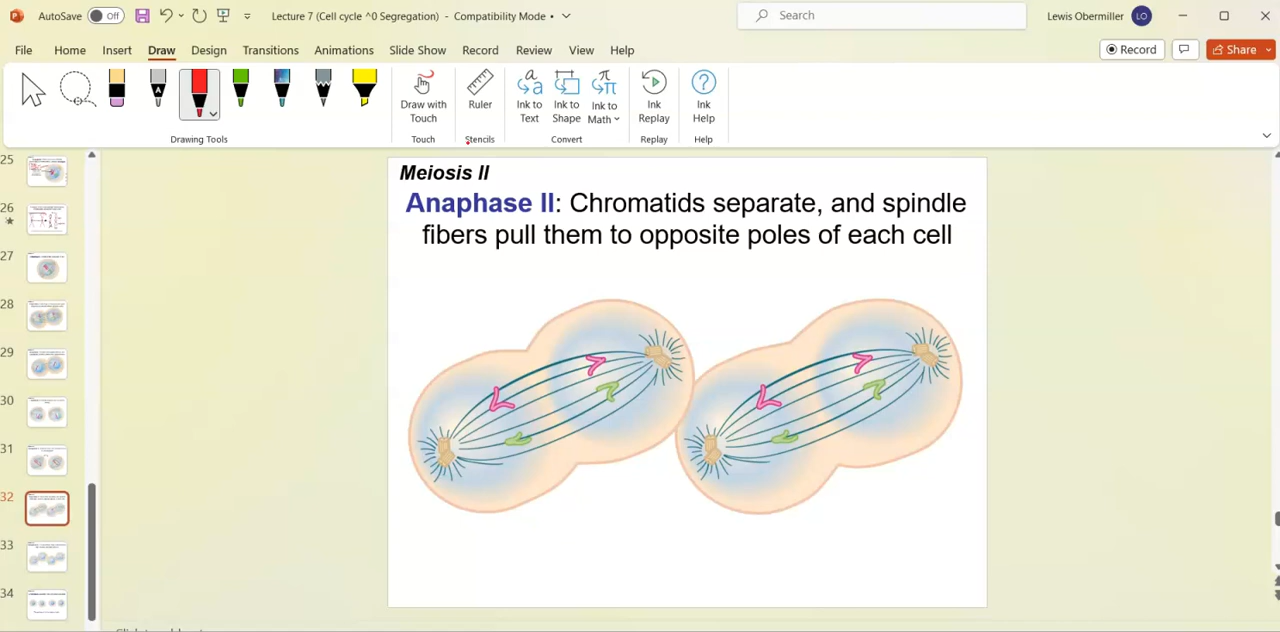 AutoSave Off Lecture 7 (Cell cycle ^0 Segregation) - Compatibility Mode • Search Lewis Obermiller LO
File Home Insert Draw Design Transitions Animations Slide Show Record Review View Help Record Share
Draw with Touch
Ruler
Ink to Text
Ink to Shape
Ink to Math
Ink Replay
Ink Help
Drawing Tools Touch Stencils Convert Replay Help
25
26
27
28
29
30
31
32
33
34
Meiosis II
Anaphase II: Chromatids separate, and spindle
fibers pull them to opposite poles of each cell